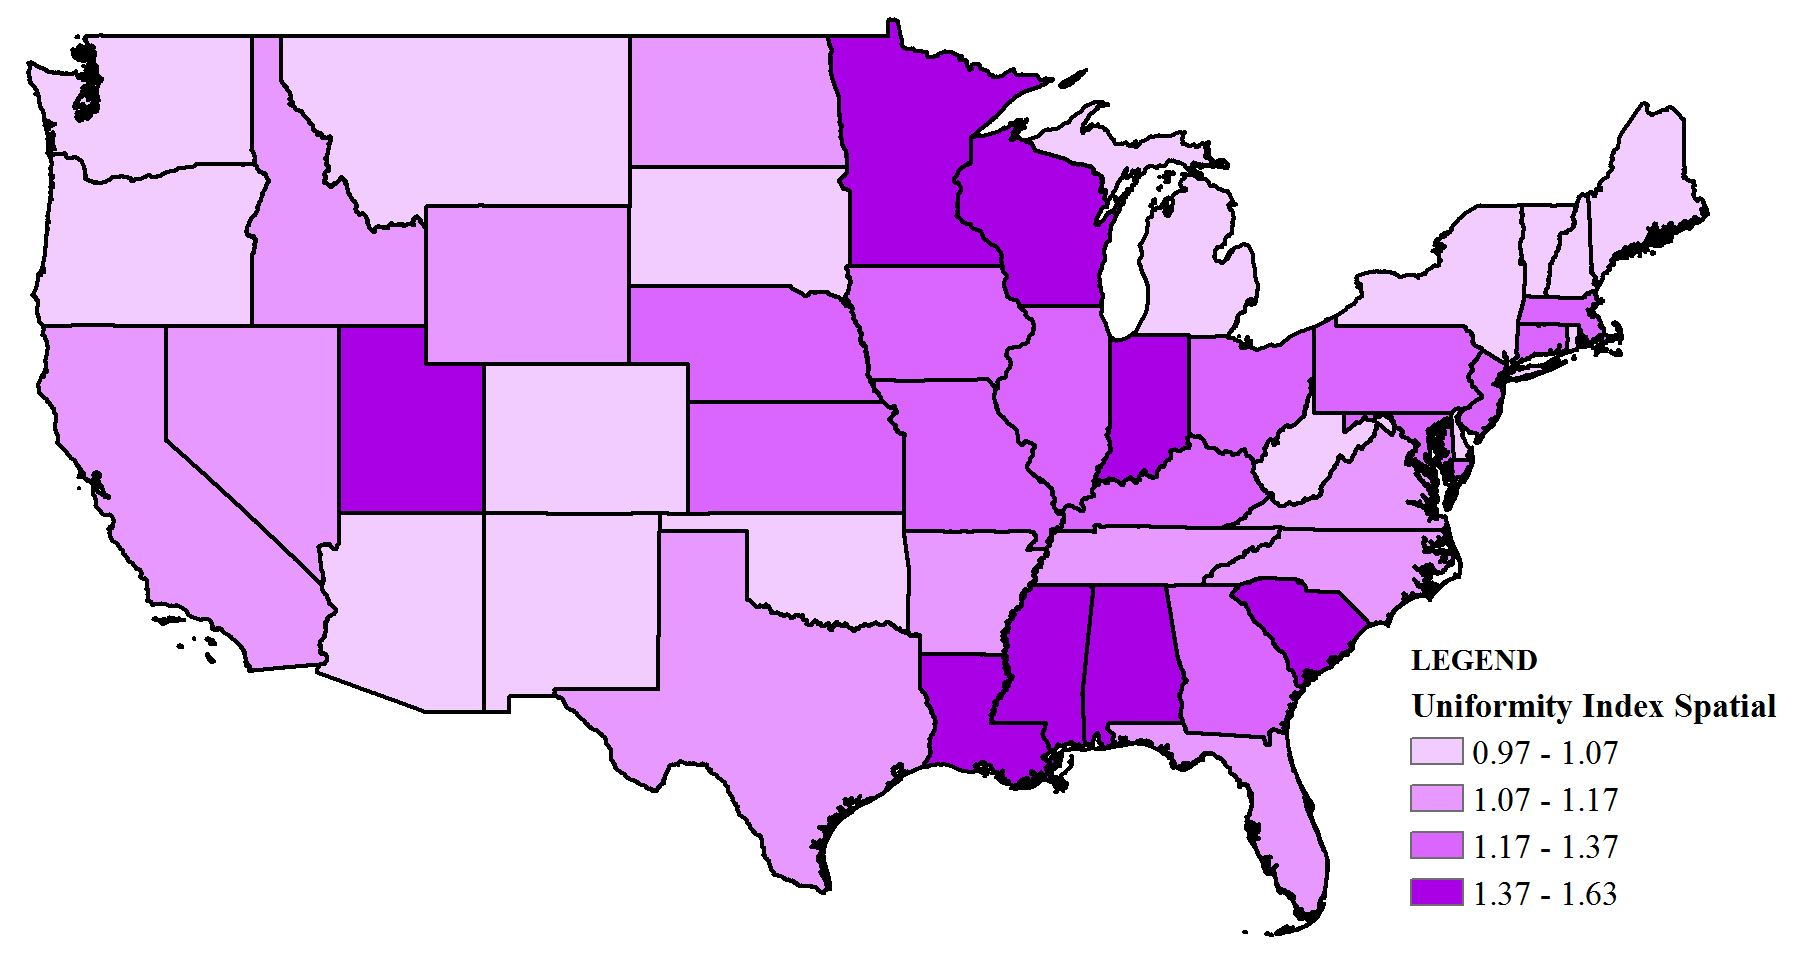 LEGEND
Uniformity Index Spatial
0.97 - 1.07
1.07 - 1.17
1.17 - 1.37
1.37 - 1.63